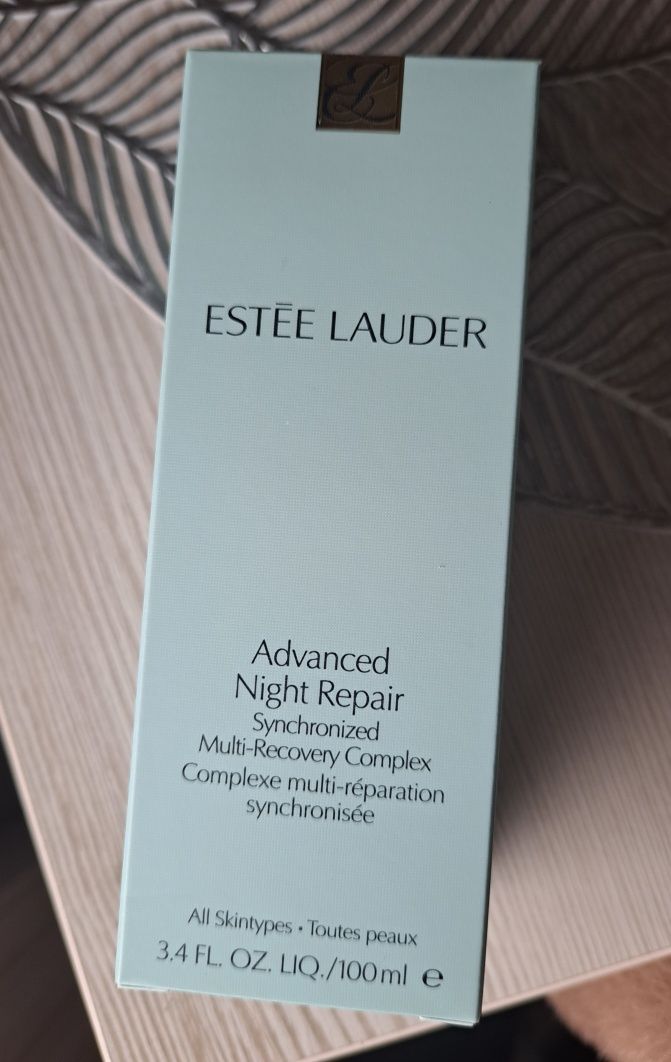 EL
ESTĒE LAUDER
Advanced
Night Repair
Synchronized
Multi-Recovery Complex
Complexe multi-réparation
synchronisée
All Skintypes • Toutes peaux
3.4 FL. OZ. LIQ./100 ml ℮